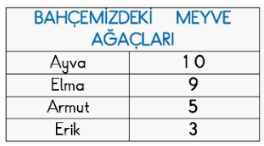 BAHÇEMİZDEKİ MEYVE
AĞAÇLARI
Ayva 10
Elma 9
Armut 5
Erik 3